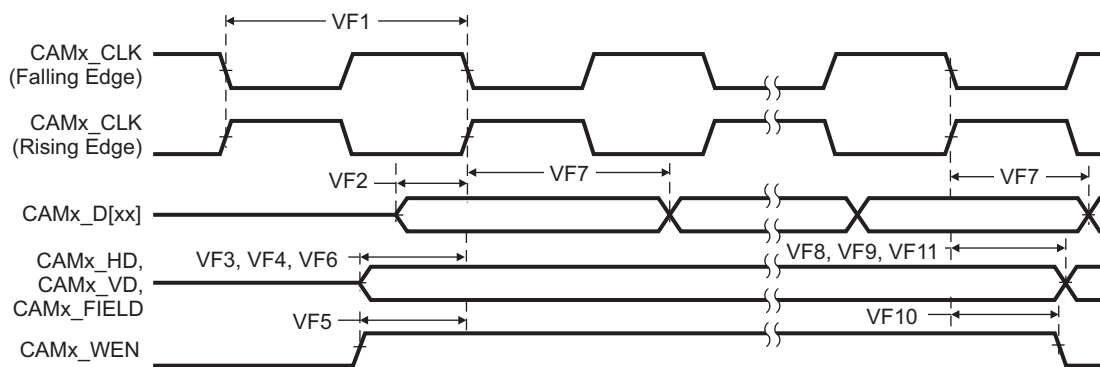 VF1
CAMx_CLK
(Falling Edge)
CAMx_CLK
(Rising Edge)
VF2
VF7
VF7
CAMx_D[xx]
VF3, VF4, VF6
VF8, VF9, VF11
CAMx_HD,
CAMx_VD,
CAMx_FIELD
VF5
VF10
CAMx_WEN